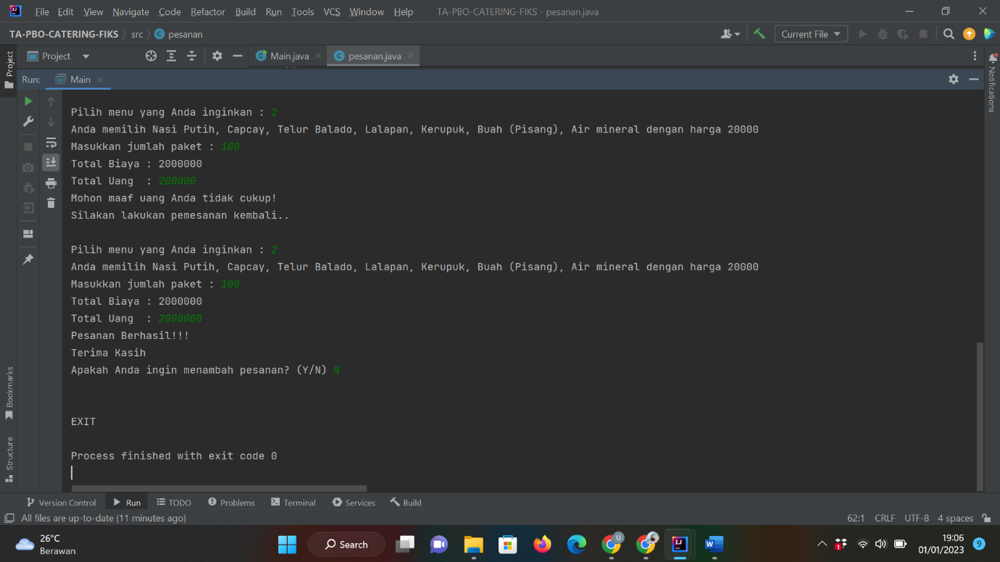 File Edit View Navigate Code Refactor Build Run Tools VCS Window Help TA-PBO-CATERING-FIKS - pesanan.java
TA-PBO-CATERING-FIKS src pesanan Current File
Project Main.java pesanan.java
Run: Main
Pilih menu yang Anda inginkan : 2
Anda memilih Nasi Putih, Capcay, Telur Balado, Lalapan, Kerupuk, Buah (Pisang), Air mineral dengan harga 20000
Masukkan jumlah paket : 100
Total Biaya : 2000000
Total Uang  : 200000
Mohon maaf uang Anda tidak cukup!
Silakan lakukan pemesanan kembali..
Pilih menu yang Anda inginkan : 2
Anda memilih Nasi Putih, Capcay, Telur Balado, Lalapan, Kerupuk, Buah (Pisang), Air mineral dengan harga 20000
Masukkan jumlah paket : 100
Total Biaya : 2000000
Total Uang  : 2000000
Pesanan Berhasil!!!
Terima Kasih
Apakah Anda ingin menambah pesanan? (Y/N) N
EXIT
Process finished with exit code 0
Project
Bookmarks
Structure
Notifications
Version Control Run TODO Problems Terminal Services Build
All files are up-to-date (11 minutes ago) 62:1 CRLF UTF-8 4 spaces
26°C
Berawan
Search
19:06
01/01/2023
9